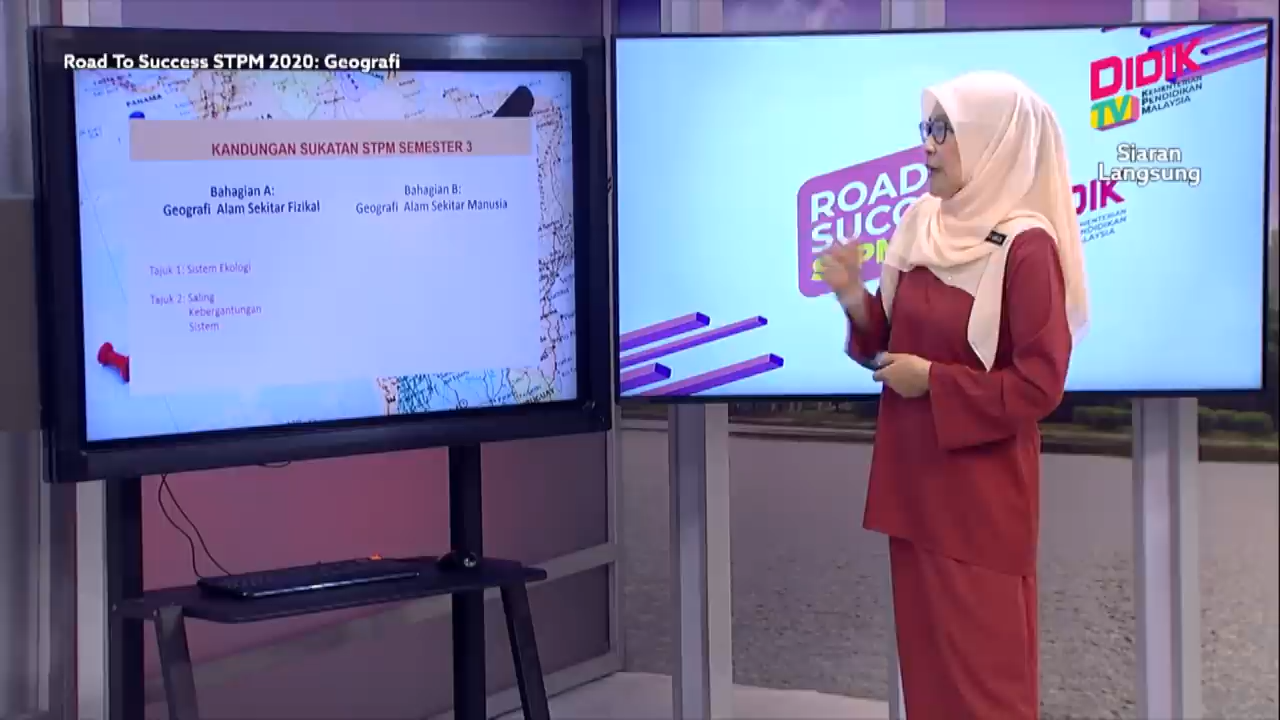 Road To Success STPM 2020: Geografi
PANAMA
KANDUNGAN SUKATAN STPM SEMESTER 3
Bahagian A:
Geografi Alam Sekitar Fizikal
Bahagian B:
Geografi Alam Sekitar Manusia
Tajuk 1: Sistem Ekologi
Tajuk 2: Saling
Kebergantungan
Sistem
ROAD
DIDIK
TV
KEMENTERIAN
PENDIDIKAN
MALAYSIA
Siaran
Langsung